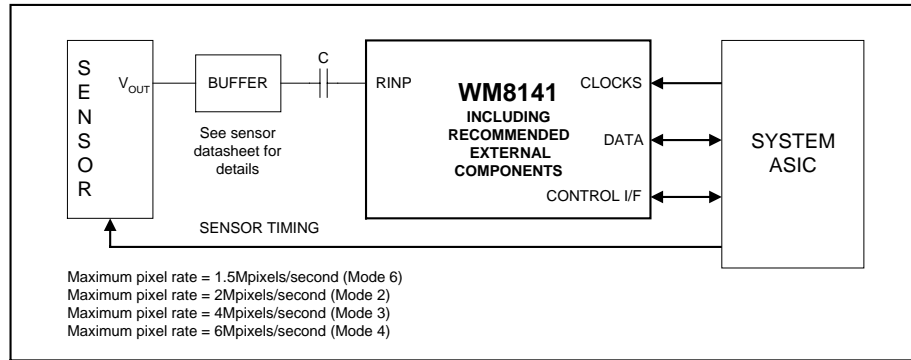 SENSOR
VOUT
BUFFER
See sensor
datasheet for
details
C
RINP
WM8141
INCLUDING
RECOMMENDED
EXTERNAL
COMPONENTS
CLOCKS
DATA
CONTROL I/F
SYSTEM
ASIC
SENSOR TIMING
Maximum pixel rate = 1.5Mpixels/second (Mode 6)
Maximum pixel rate = 2Mpixels/second (Mode 2)
Maximum pixel rate = 4Mpixels/second (Mode 3)
Maximum pixel rate = 6Mpixels/second (Mode 4)